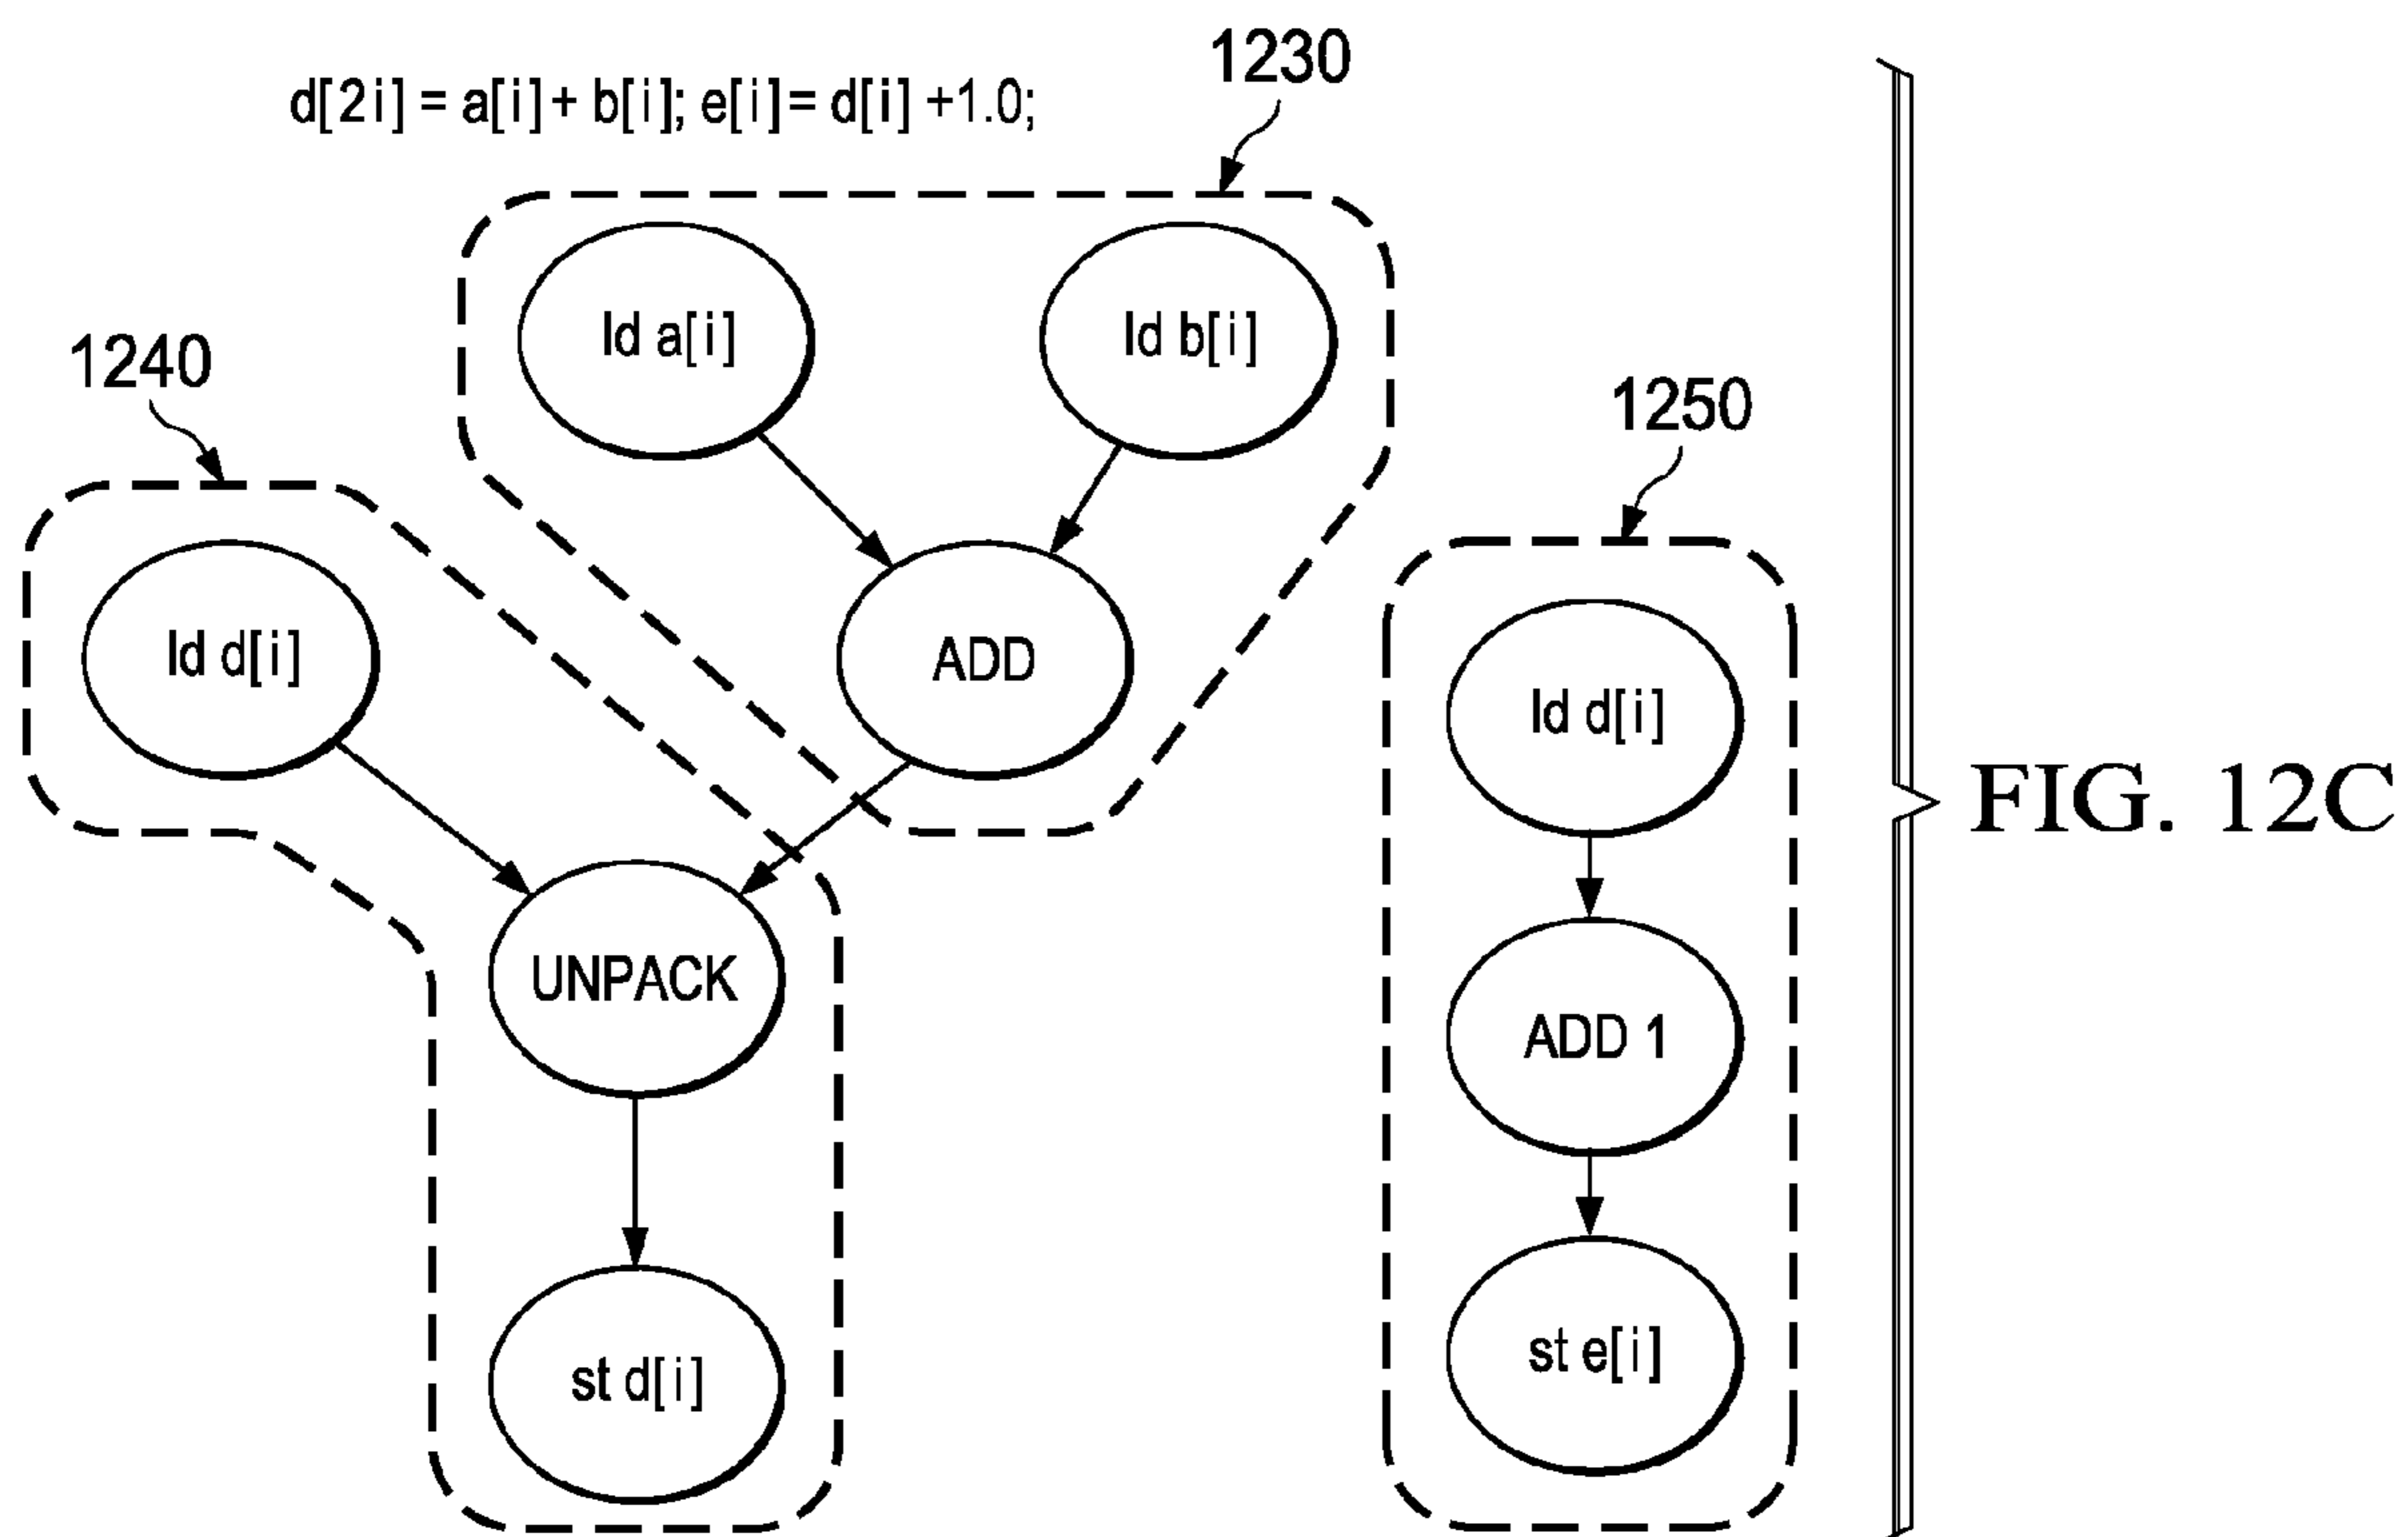 1230
d[2i] = a[i] + b[i]; e[i] = d[i] +1.0;
ld a[i]
ld b[i]
1240
1250
ld d[i]
ADD
ld d[i]
FIG. 12C
UNPACK
ADD 1
st d[i]
st e[i]